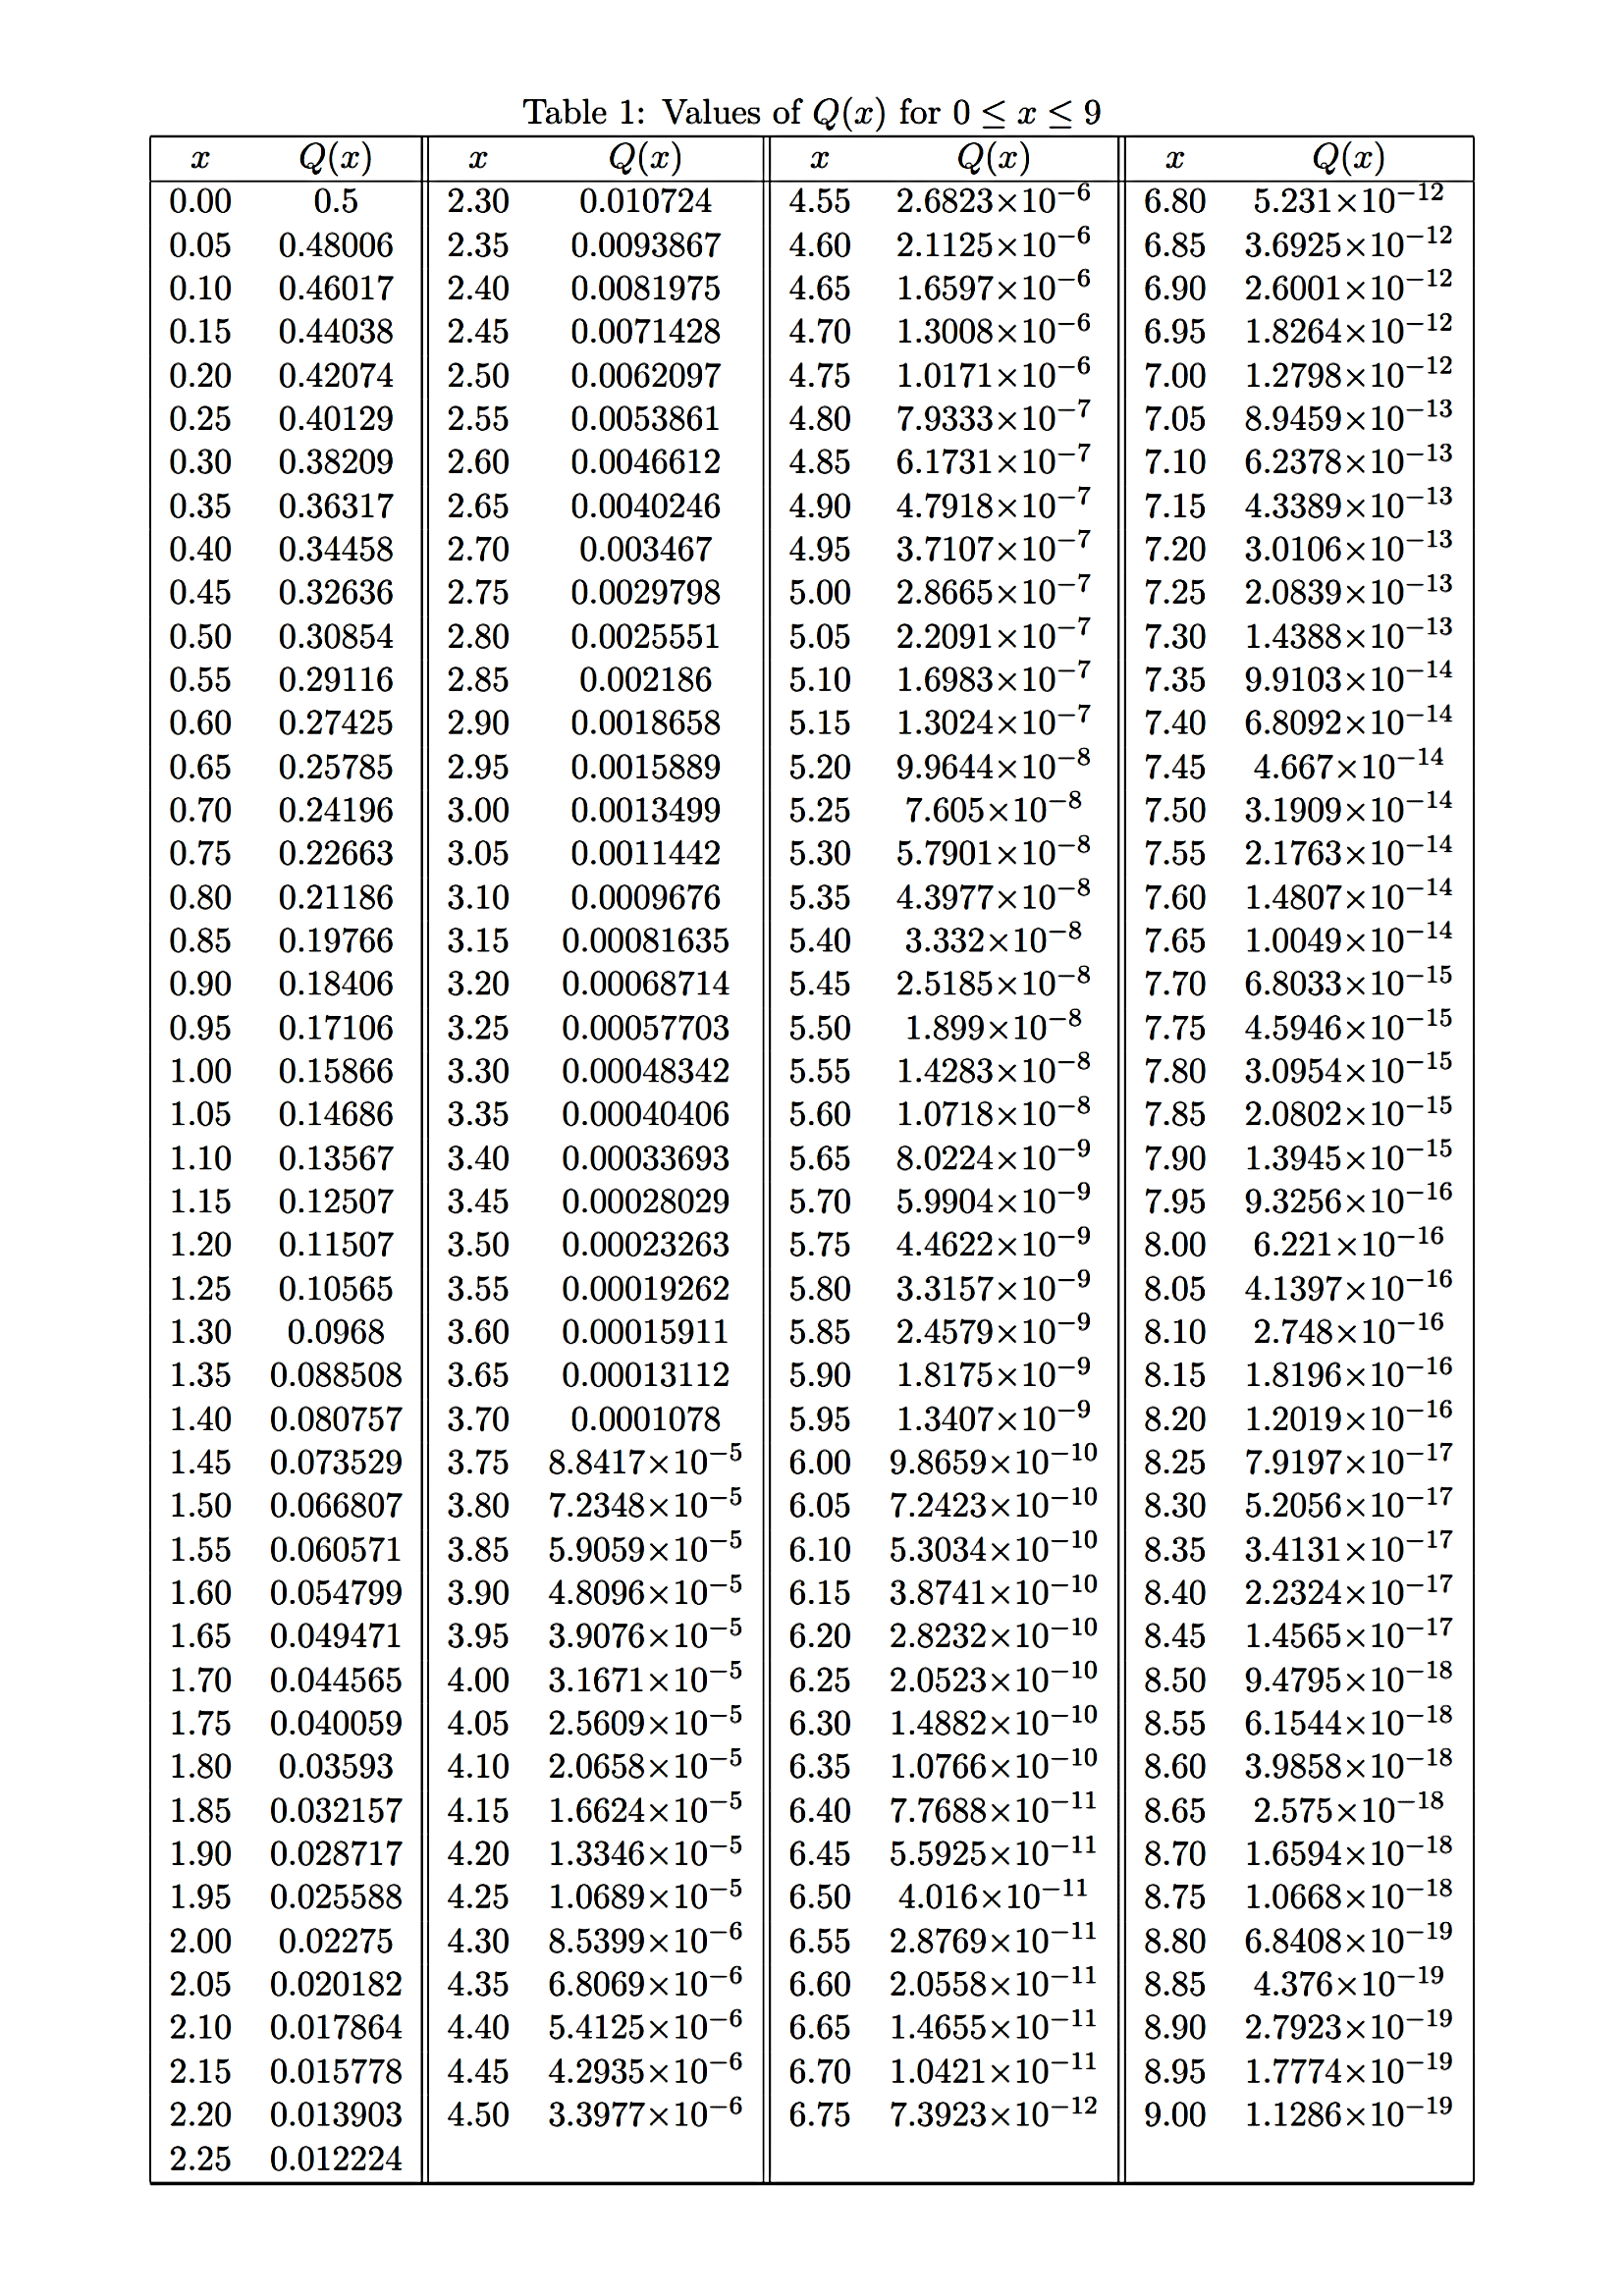 Table 1: Values of Q(x) for 0 ≤ x ≤ 9
x Q(x) x Q(x) x Q(x) x Q(x)
0.00 0.5 2.30 0.010724 4.55 2.6823×10⁻⁶ 6.80 5.231×10⁻¹²
0.05 0.48006 2.35 0.0093867 4.60 2.1125×10⁻⁶ 6.85 3.6925×10⁻¹²
0.10 0.46017 2.40 0.0081975 4.65 1.6597×10⁻⁶ 6.90 2.6001×10⁻¹²
0.15 0.44038 2.45 0.0071428 4.70 1.3008×10⁻⁶ 6.95 1.8264×10⁻¹²
0.20 0.42074 2.50 0.0062097 4.75 1.0171×10⁻⁶ 7.00 1.2798×10⁻¹²
0.25 0.40129 2.55 0.0053861 4.80 7.9333×10⁻⁷ 7.05 8.9459×10⁻¹³
0.30 0.38209 2.60 0.0046612 4.85 6.1731×10⁻⁷ 7.10 6.2378×10⁻¹³
0.35 0.36317 2.65 0.0040246 4.90 4.7918×10⁻⁷ 7.15 4.3389×10⁻¹³
0.40 0.34458 2.70 0.003467 4.95 3.7107×10⁻⁷ 7.20 3.0106×10⁻¹³
0.45 0.32636 2.75 0.0029798 5.00 2.8665×10⁻⁷ 7.25 2.0839×10⁻¹³
0.50 0.30854 2.80 0.0025551 5.05 2.2091×10⁻⁷ 7.30 1.4388×10⁻¹³
0.55 0.29116 2.85 0.002186 5.10 1.6983×10⁻⁷ 7.35 9.9103×10⁻¹⁴
0.60 0.27425 2.90 0.0018658 5.15 1.3024×10⁻⁷ 7.40 6.8092×10⁻¹⁴
0.65 0.25785 2.95 0.0015889 5.20 9.9644×10⁻⁸ 7.45 4.667×10⁻¹⁴
0.70 0.24196 3.00 0.0013499 5.25 7.605×10⁻⁸ 7.50 3.1909×10⁻¹⁴
0.75 0.22663 3.05 0.0011442 5.30 5.7901×10⁻⁸ 7.55 2.1763×10⁻¹⁴
0.80 0.21186 3.10 0.0009676 5.35 4.3977×10⁻⁸ 7.60 1.4807×10⁻¹⁴
0.85 0.19766 3.15 0.00081635 5.40 3.332×10⁻⁸ 7.65 1.0049×10⁻¹⁴
0.90 0.18406 3.20 0.00068714 5.45 2.5185×10⁻⁸ 7.70 6.8033×10⁻¹⁵
0.95 0.17106 3.25 0.00057703 5.50 1.899×10⁻⁸ 7.75 4.5946×10⁻¹⁵
1.00 0.15866 3.30 0.00048342 5.55 1.4283×10⁻⁸ 7.80 3.0954×10⁻¹⁵
1.05 0.14686 3.35 0.00040406 5.60 1.0718×10⁻⁸ 7.85 2.0802×10⁻¹⁵
1.10 0.13567 3.40 0.00033693 5.65 8.0224×10⁻⁹ 7.90 1.3945×10⁻¹⁵
1.15 0.12507 3.45 0.00028029 5.70 5.9904×10⁻⁹ 7.95 9.3256×10⁻¹⁶
1.20 0.11507 3.50 0.00023263 5.75 4.4622×10⁻⁹ 8.00 6.221×10⁻¹⁶
1.25 0.10565 3.55 0.00019262 5.80 3.3157×10⁻⁹ 8.05 4.1397×10⁻¹⁶
1.30 0.0968 3.60 0.00015911 5.85 2.4579×10⁻⁹ 8.10 2.748×10⁻¹⁶
1.35 0.088508 3.65 0.00013112 5.90 1.8175×10⁻⁹ 8.15 1.8196×10⁻¹⁶
1.40 0.080757 3.70 0.0001078 5.95 1.3407×10⁻⁹ 8.20 1.2019×10⁻¹⁶
1.45 0.073529 3.75 8.8417×10⁻⁵ 6.00 9.8659×10⁻¹⁰ 8.25 7.9197×10⁻¹⁷
1.50 0.066807 3.80 7.2348×10⁻⁵ 6.05 7.2423×10⁻¹⁰ 8.30 5.2056×10⁻¹⁷
1.55 0.060571 3.85 5.9059×10⁻⁵ 6.10 5.3034×10⁻¹⁰ 8.35 3.4131×10⁻¹⁷
1.60 0.054799 3.90 4.8096×10⁻⁵ 6.15 3.8741×10⁻¹⁰ 8.40 2.2324×10⁻¹⁷
1.65 0.049471 3.95 3.9076×10⁻⁵ 6.20 2.8232×10⁻¹⁰ 8.45 1.4565×10⁻¹⁷
1.70 0.044565 4.00 3.1671×10⁻⁵ 6.25 2.0523×10⁻¹⁰ 8.50 9.4795×10⁻¹⁸
1.75 0.040059 4.05 2.5609×10⁻⁵ 6.30 1.4882×10⁻¹⁰ 8.55 6.1544×10⁻¹⁸
1.80 0.03593 4.10 2.0658×10⁻⁵ 6.35 1.0766×10⁻¹⁰ 8.60 3.9858×10⁻¹⁸
1.85 0.032157 4.15 1.6624×10⁻⁵ 6.40 7.7688×10⁻¹¹ 8.65 2.575×10⁻¹⁸
1.90 0.028717 4.20 1.3346×10⁻⁵ 6.45 5.5925×10⁻¹¹ 8.70 1.6594×10⁻¹⁸
1.95 0.025588 4.25 1.0689×10⁻⁵ 6.50 4.016×10⁻¹¹ 8.75 1.0668×10⁻¹⁸
2.00 0.02275 4.30 8.5399×10⁻⁶ 6.55 2.8769×10⁻¹¹ 8.80 6.8408×10⁻¹⁹
2.05 0.020182 4.35 6.8069×10⁻⁶ 6.60 2.0558×10⁻¹¹ 8.85 4.376×10⁻¹⁹
2.10 0.017864 4.40 5.4125×10⁻⁶ 6.65 1.4655×10⁻¹¹ 8.90 2.7923×10⁻¹⁹
2.15 0.015778 4.45 4.2935×10⁻⁶ 6.70 1.0421×10⁻¹¹ 8.95 1.7774×10⁻¹⁹
2.20 0.013903 4.50 3.3977×10⁻⁶ 6.75 7.3923×10⁻¹² 9.00 1.1286×10⁻¹⁹
2.25 0.012224